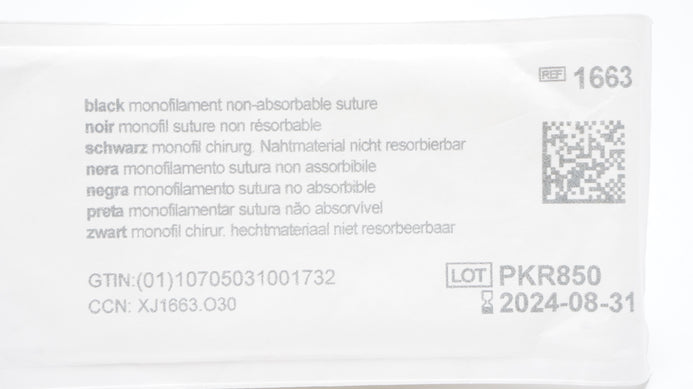 REF 1663
black monofilament non-absorbable suture
noir monofil suture non résorbable
schwarz monofil chirurg. Nahtmaterial nicht resorbierbar
nera monofilamento sutura non assorbibile
negra monofilamento sutura no absorbible
preta monofilamentar sutura não absorvível
zwart monofil chirur. hechtmateriaal niet resorbeerbaar
GTIN:(01)10705031001732
CCN: XJ1663.O30
LOT PKR850
2024-08-31